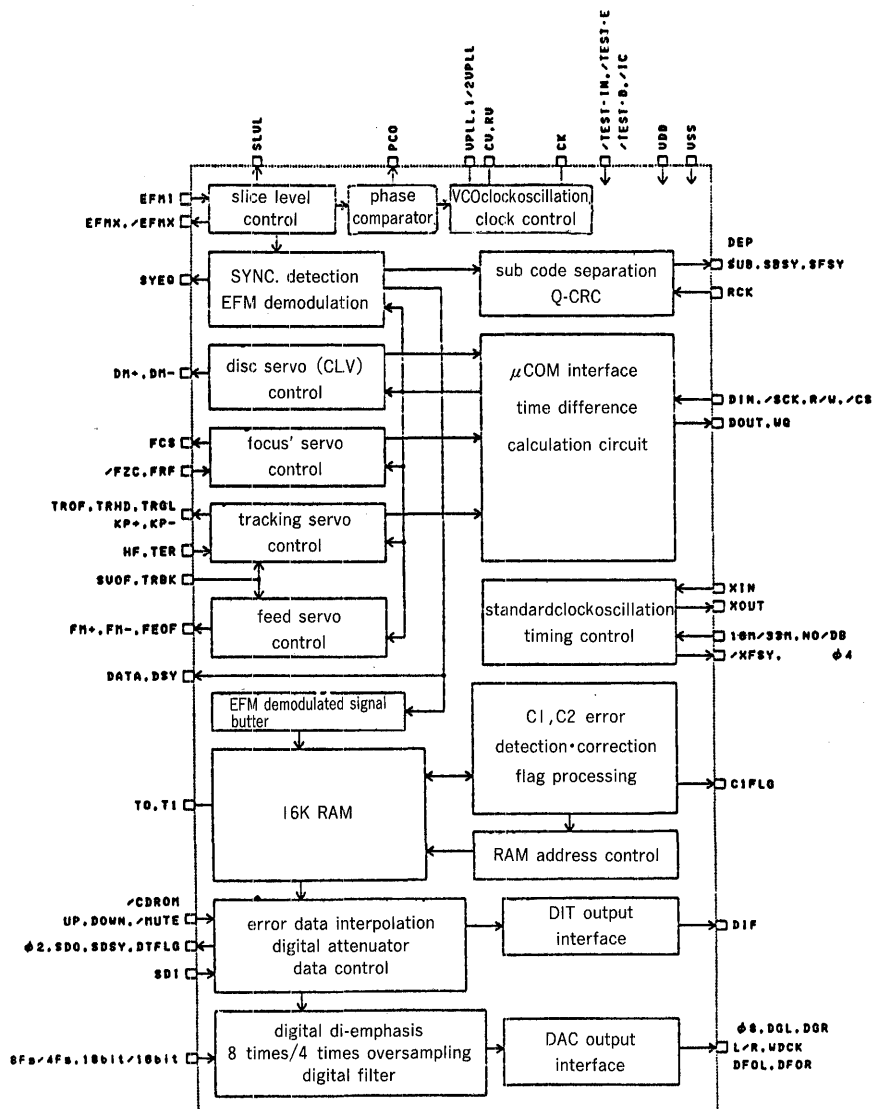 SLVL
PCO
VPLL.1/2VPLL
CV.RV
CK
/TEST-IN./TEST-E
/TEST-D./IC
VDD
VSS
EFMI
EFMX./EFMX
slice level
control
phase
comparator
VCOclockoscillation
clock control
SYEQ
SYNC. detection
EFM demodulation
sub code separation
Q-CRC
DEP
SUB.SBSY.SFSY
RCK
DM+.DM-
disc servo (CLV)
control
μCOM interface
time difference
calculation circuit
DIN./SCK.R/W./CS
DOUT.WQ
FCS
/FZC.FRF
focus' servo
control
TROF.TRHD.TRGL
KP+.KP-
HF.TER
tracking servo
control
SVOF.TRBK
FM+.FM-.FEOF
feed servo
control
standardclockoscillation
timing control
XIN
XOUT
16M/33M.NO/DB
/XFSY. ϕ4
DATA.DSY
EFM demodulated signal
butter
C1,C2 error
detection·correction
flag processing
C1FLG
TO.T1
16K RAM
RAM address control
/CDROM
UP.DOWN./MUTE
ϕ2.SDO.SDSY.DTFLG
SDI
error data interpolation
digital attenuator
data control
DIT output
interface
DIF
8Fs/4Fs.18bit/16bit
digital di-emphasis
8 times/4 times oversampling
digital filter
DAC output
interface
ϕ8.DGL.DGR
L/R.WDCK
DFOL.DFOR